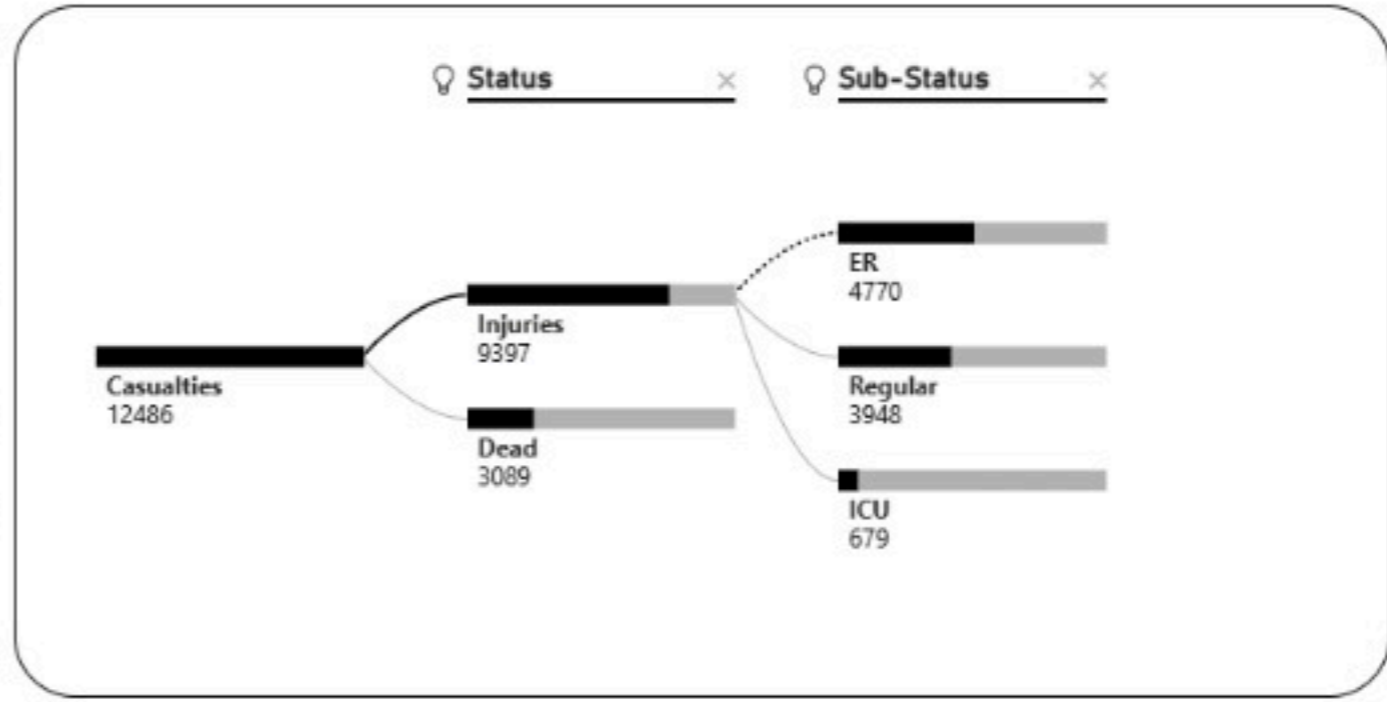 Status
Sub-Status
Casualties
12486
Injuries
9397
Dead
3089
ER
4770
Regular
3948
ICU
679